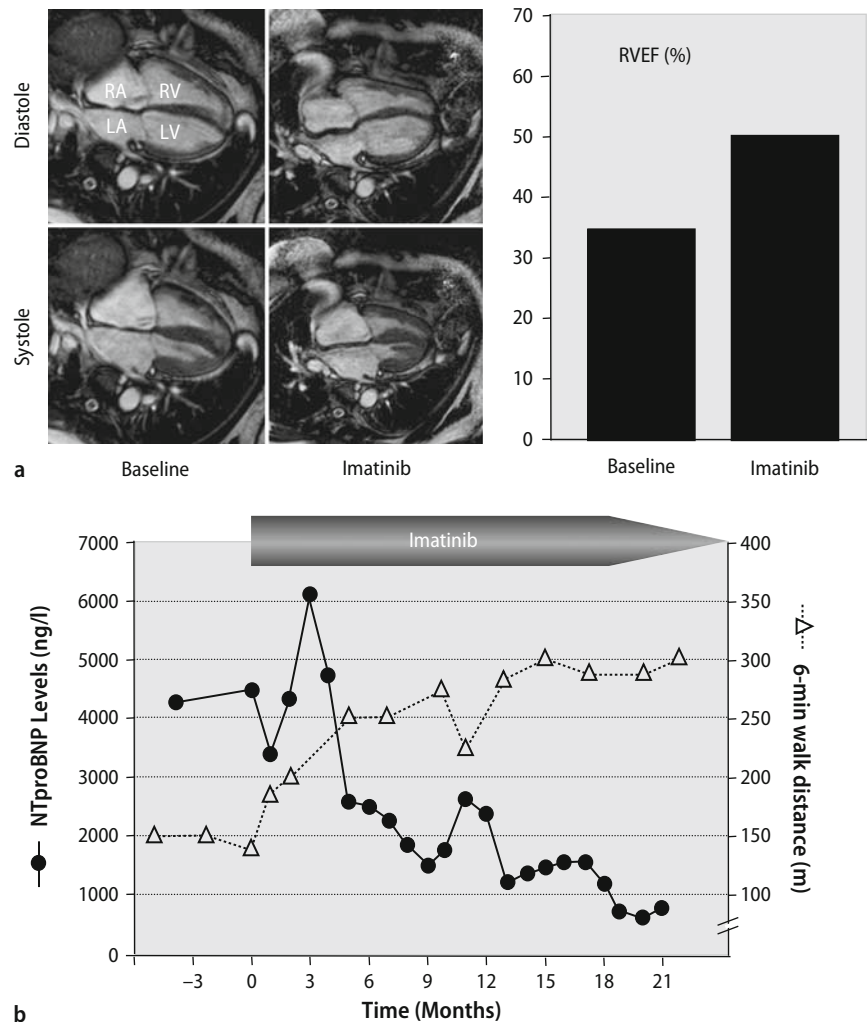 Diastole
RA RV
LA LV
Systole
Baseline Imatinib
a
70
60
50
40
30
20
10
0
RVEF (%)
Baseline Imatinib
Imatinib
7000
6000
5000
4000
3000
2000
1000
0
NTproBNP Levels (ng/l)
400
350
300
250
200
150
100
6-min walk distance (m)
–3 0 3 6 9 12 15 18 21
Time (Months)
b